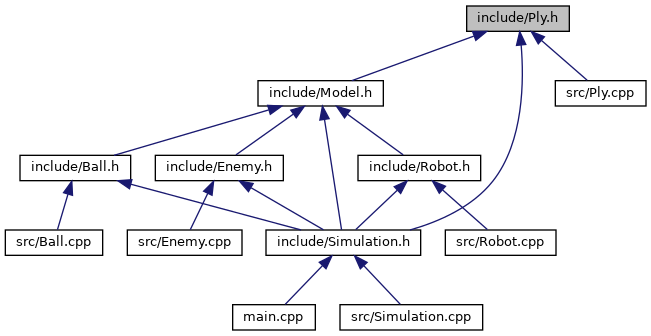 include/Ply.h
include/Model.h
src/Ply.cpp
include/Ball.h
include/Enemy.h
include/Robot.h
src/Ball.cpp
src/Enemy.cpp
include/Simulation.h
src/Robot.cpp
main.cpp
src/Simulation.cpp